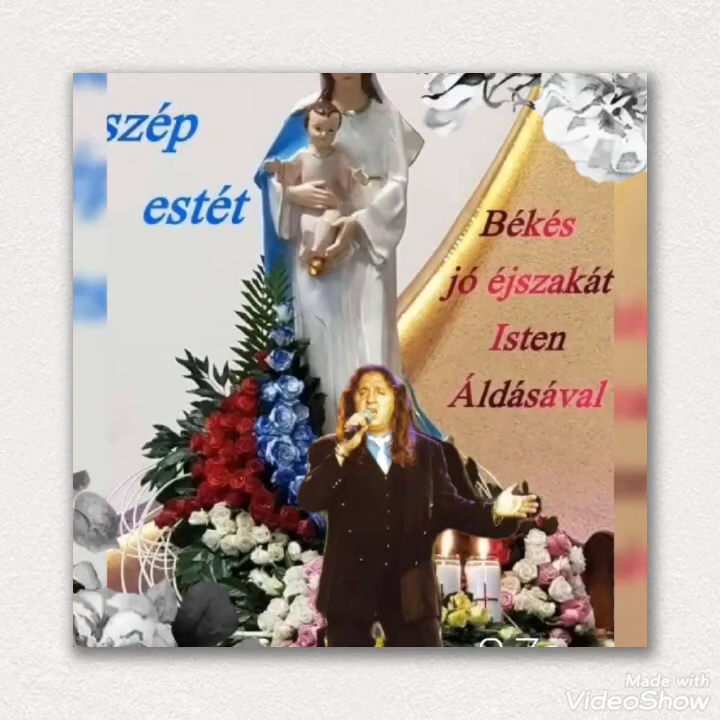 szép
estét
Békés
jó éjszakát
Isten
Áldásával
Made with
VideoShow